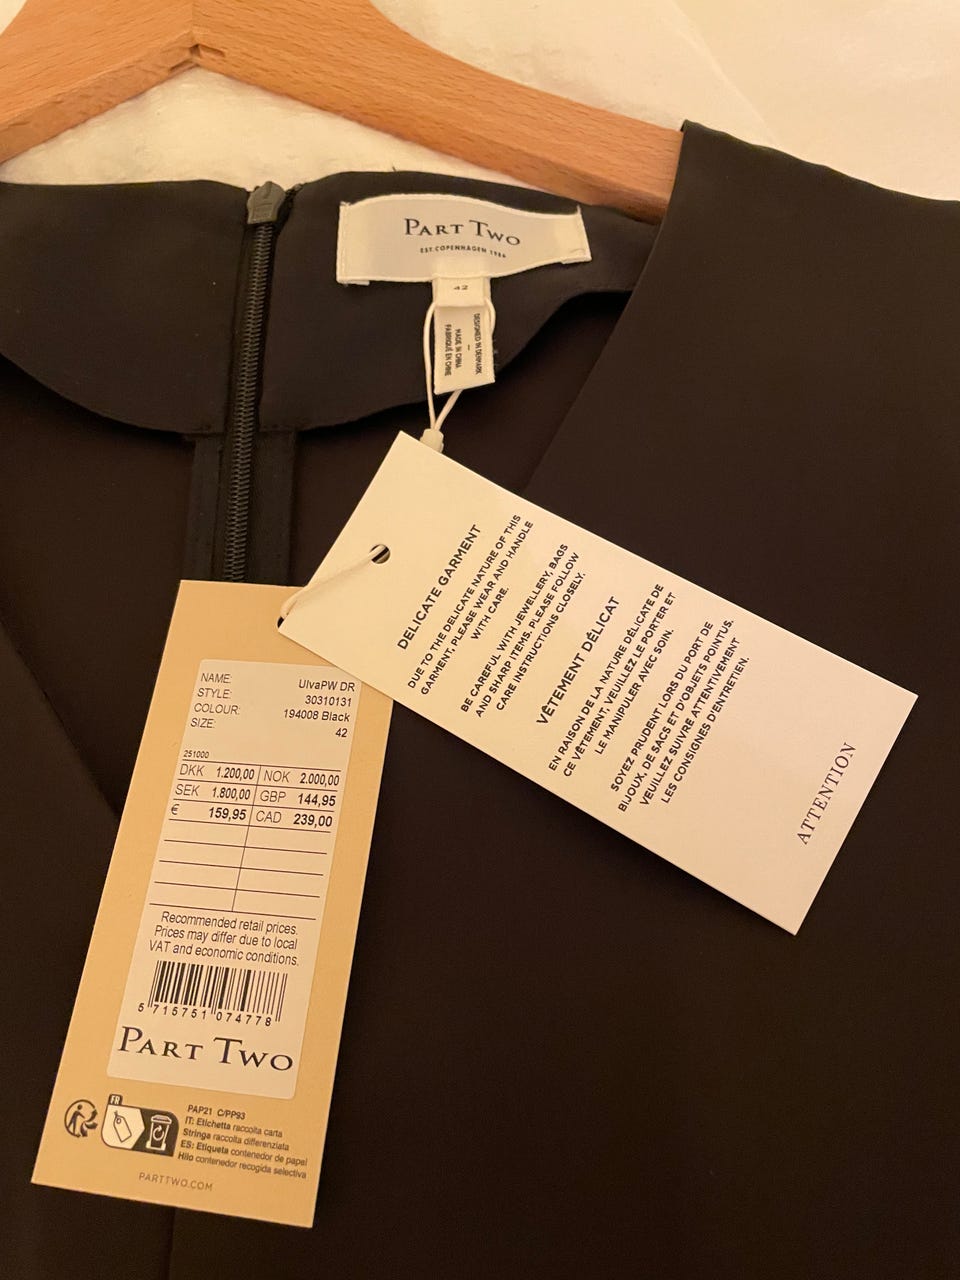 PART TWO
EST. COPENHAGEN 1986
42
DESIGNED IN DENMARK
-
MADE IN CHINA
FABRIQUÉ EN CHINE
DELICATE GARMENT
DUE TO THE DELICATE NATURE OF THIS
GARMENT, PLEASE WEAR AND HANDLE
WITH CARE.
BE CAREFUL WITH JEWELLERY, BAGS
AND SHARP ITEMS. PLEASE FOLLOW
CARE INSTRUCTIONS CLOSELY.
VÊTEMENT DÉLICAT
EN RAISON DE LA NATURE DÉLICATE DE
CE VÊTEMENT, VEUILLEZ LE PORTER ET
LE MANIPULER AVEC SOIN.
SOYEZ PRUDENT LORS DU PORT DE
BIJOUX, DE SACS ET D'OBJETS POINTUS.
VEUILLEZ SUIVRE ATTENTIVEMENT
LES CONSIGNES D'ENTRETIEN.
ATTENTION
NAME: UlvaPW DR
STYLE: 30310131
COLOUR: 194008 Black
SIZE: 42
251000
DKK 1.200,00 NOK 2.000,00
SEK 1.800,00 GBP 144,95
€ 159,95 CAD 239,00
Recommended retail prices.
Prices may differ due to local
VAT and economic conditions.
5 715751 074778
PART TWO
FR
PAP21 C/PP93
IT: Etichetta raccolta carta
Stringa raccolta differenziata
ES: Etiqueta contenedor de papel
Hilo contenedor recogida selectiva
PARTTWO.COM